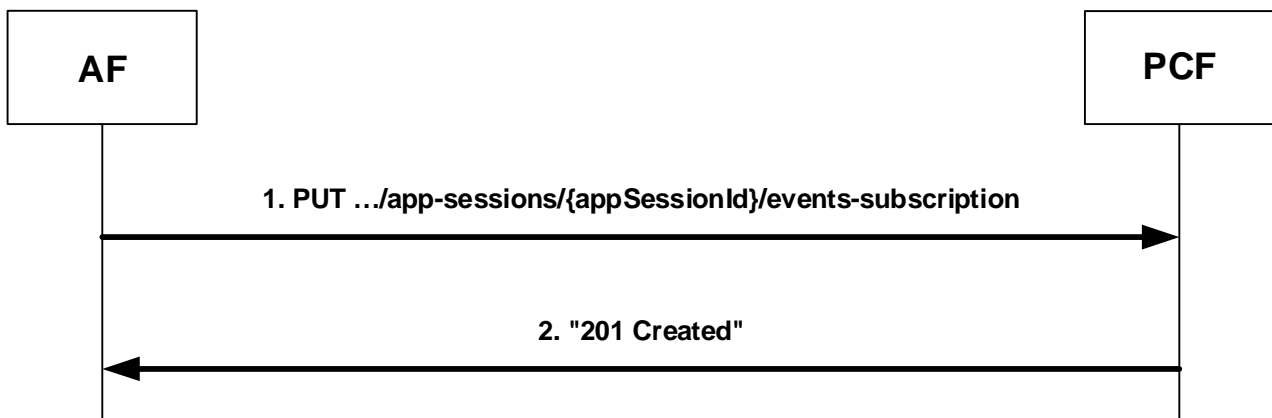 AF
PCF
1. PUT …/app-sessions/{appSessionId}/events-subscription
2. "201 Created"